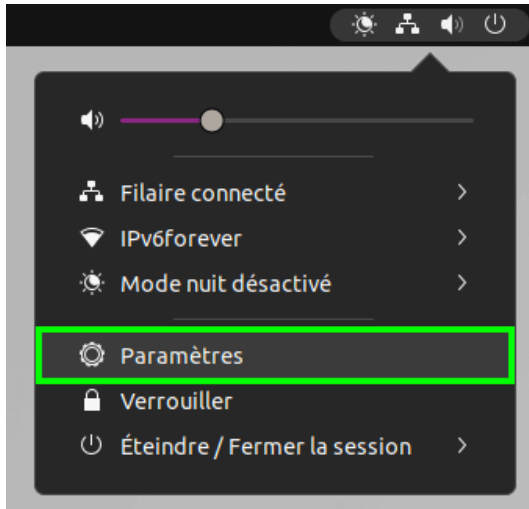 Filaire connecté
IPv6forever
Mode nuit désactivé
Paramètres
Verrouiller
Éteindre / Fermer la session